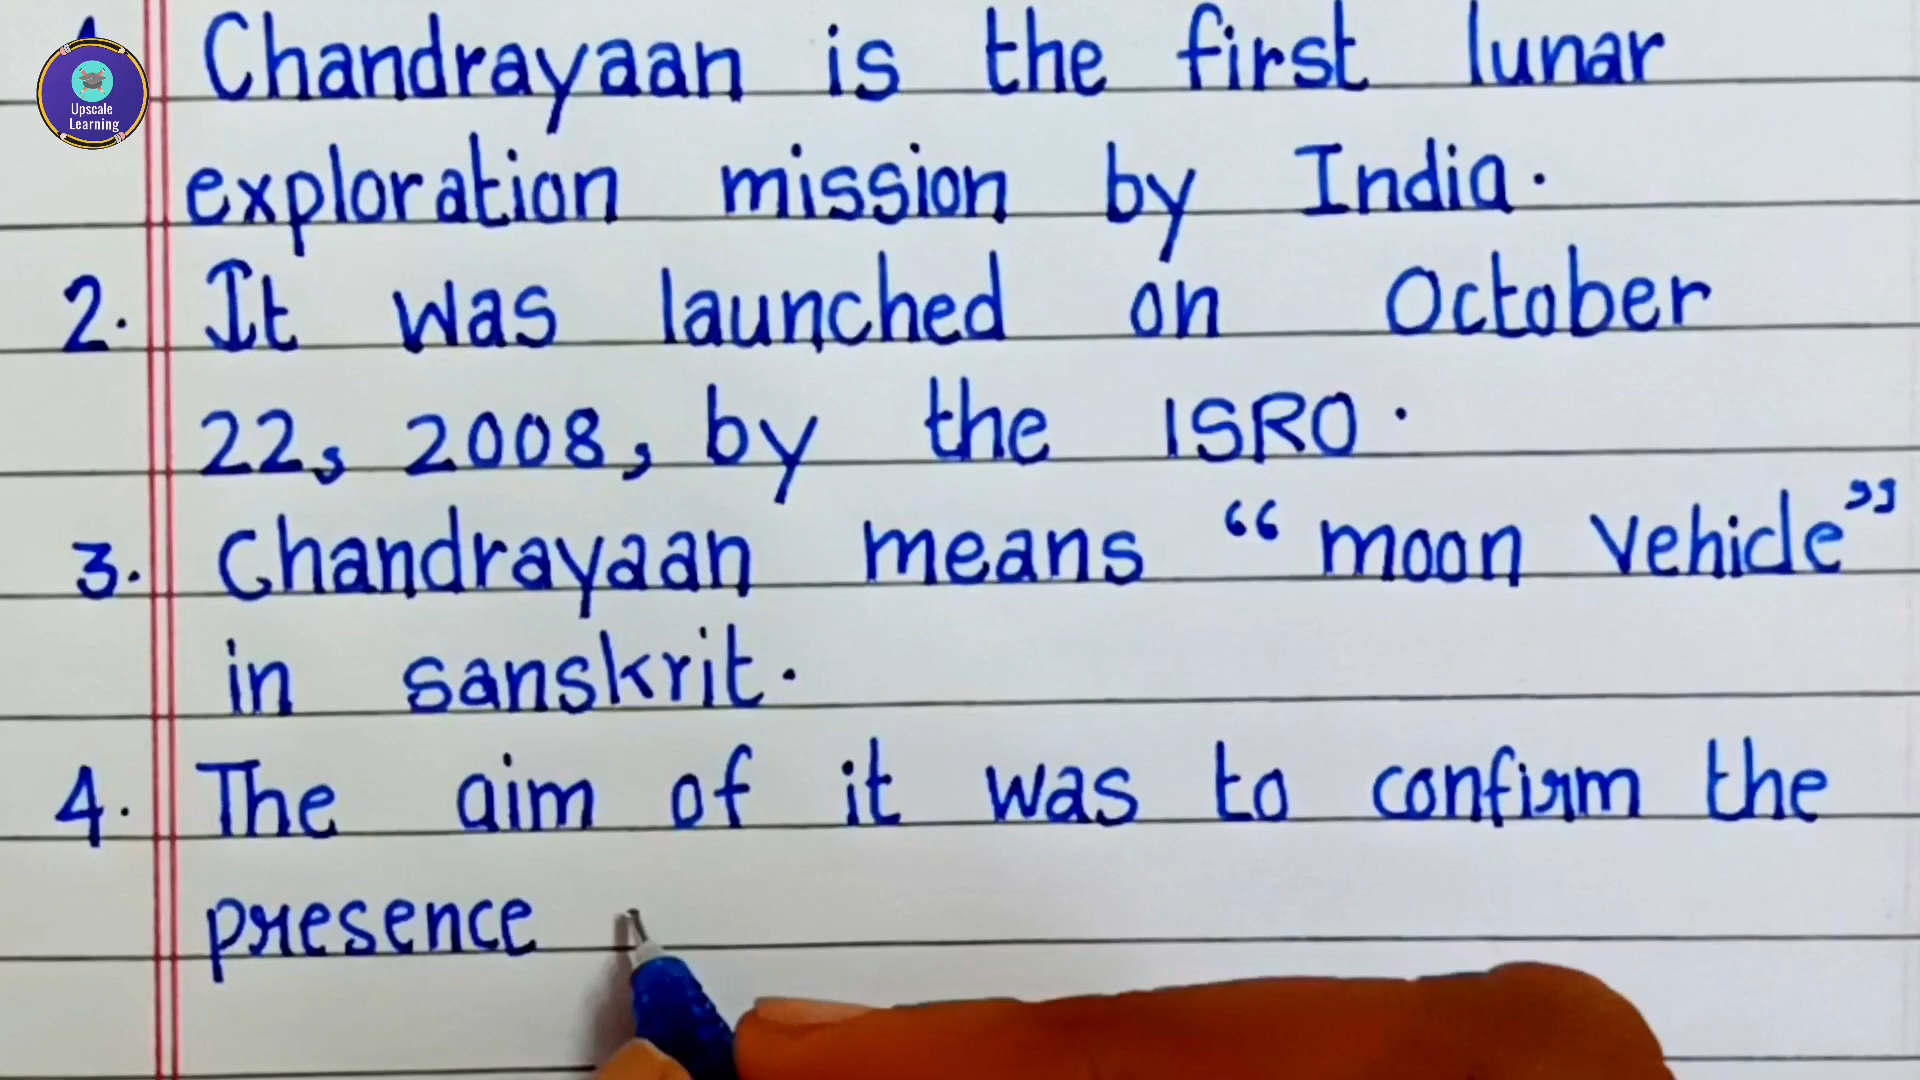 1. Chandrayaan is the first lunar
exploration mission by India.
2. It was launched on October
22, 2008, by the ISRO.
3. Chandrayaan means "moon vehicle"
in sanskrit.
4. The aim of it was to confirm the
presence
Upscale
Learning